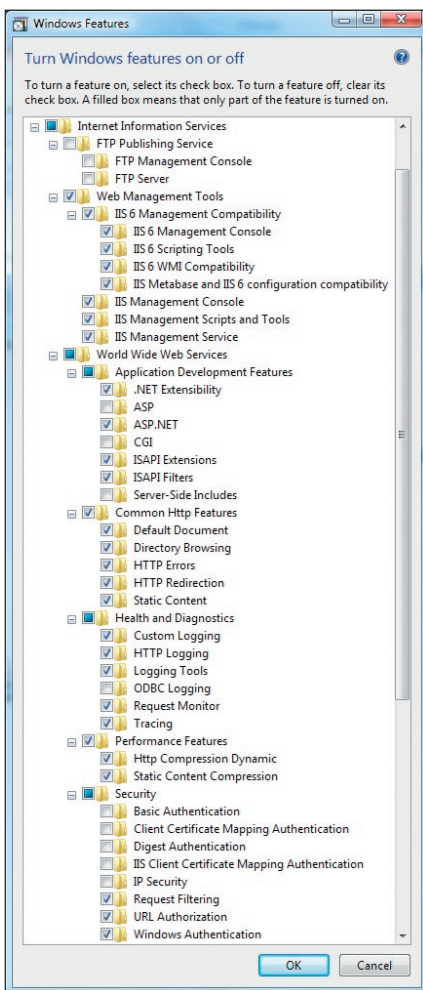 Windows Features
Turn Windows features on or off
To turn a feature on, select its check box. To turn a feature off, clear its
check box. A filled box means that only part of the feature is turned on.
Internet Information Services
FTP Publishing Service
FTP Management Console
FTP Server
Web Management Tools
IIS 6 Management Compatibility
IIS 6 Management Console
IIS 6 Scripting Tools
IIS 6 WMI Compatibility
IIS Metabase and IIS 6 configuration compatibility
IIS Management Console
IIS Management Scripts and Tools
IIS Management Service
World Wide Web Services
Application Development Features
.NET Extensibility
ASP
ASP.NET
CGI
ISAPI Extensions
ISAPI Filters
Server-Side Includes
Common Http Features
Default Document
Directory Browsing
HTTP Errors
HTTP Redirection
Static Content
Health and Diagnostics
Custom Logging
HTTP Logging
Logging Tools
ODBC Logging
Request Monitor
Tracing
Performance Features
Http Compression Dynamic
Static Content Compression
Security
Basic Authentication
Client Certificate Mapping Authentication
Digest Authentication
IIS Client Certificate Mapping Authentication
IP Security
Request Filtering
URL Authorization
Windows Authentication
OK
Cancel